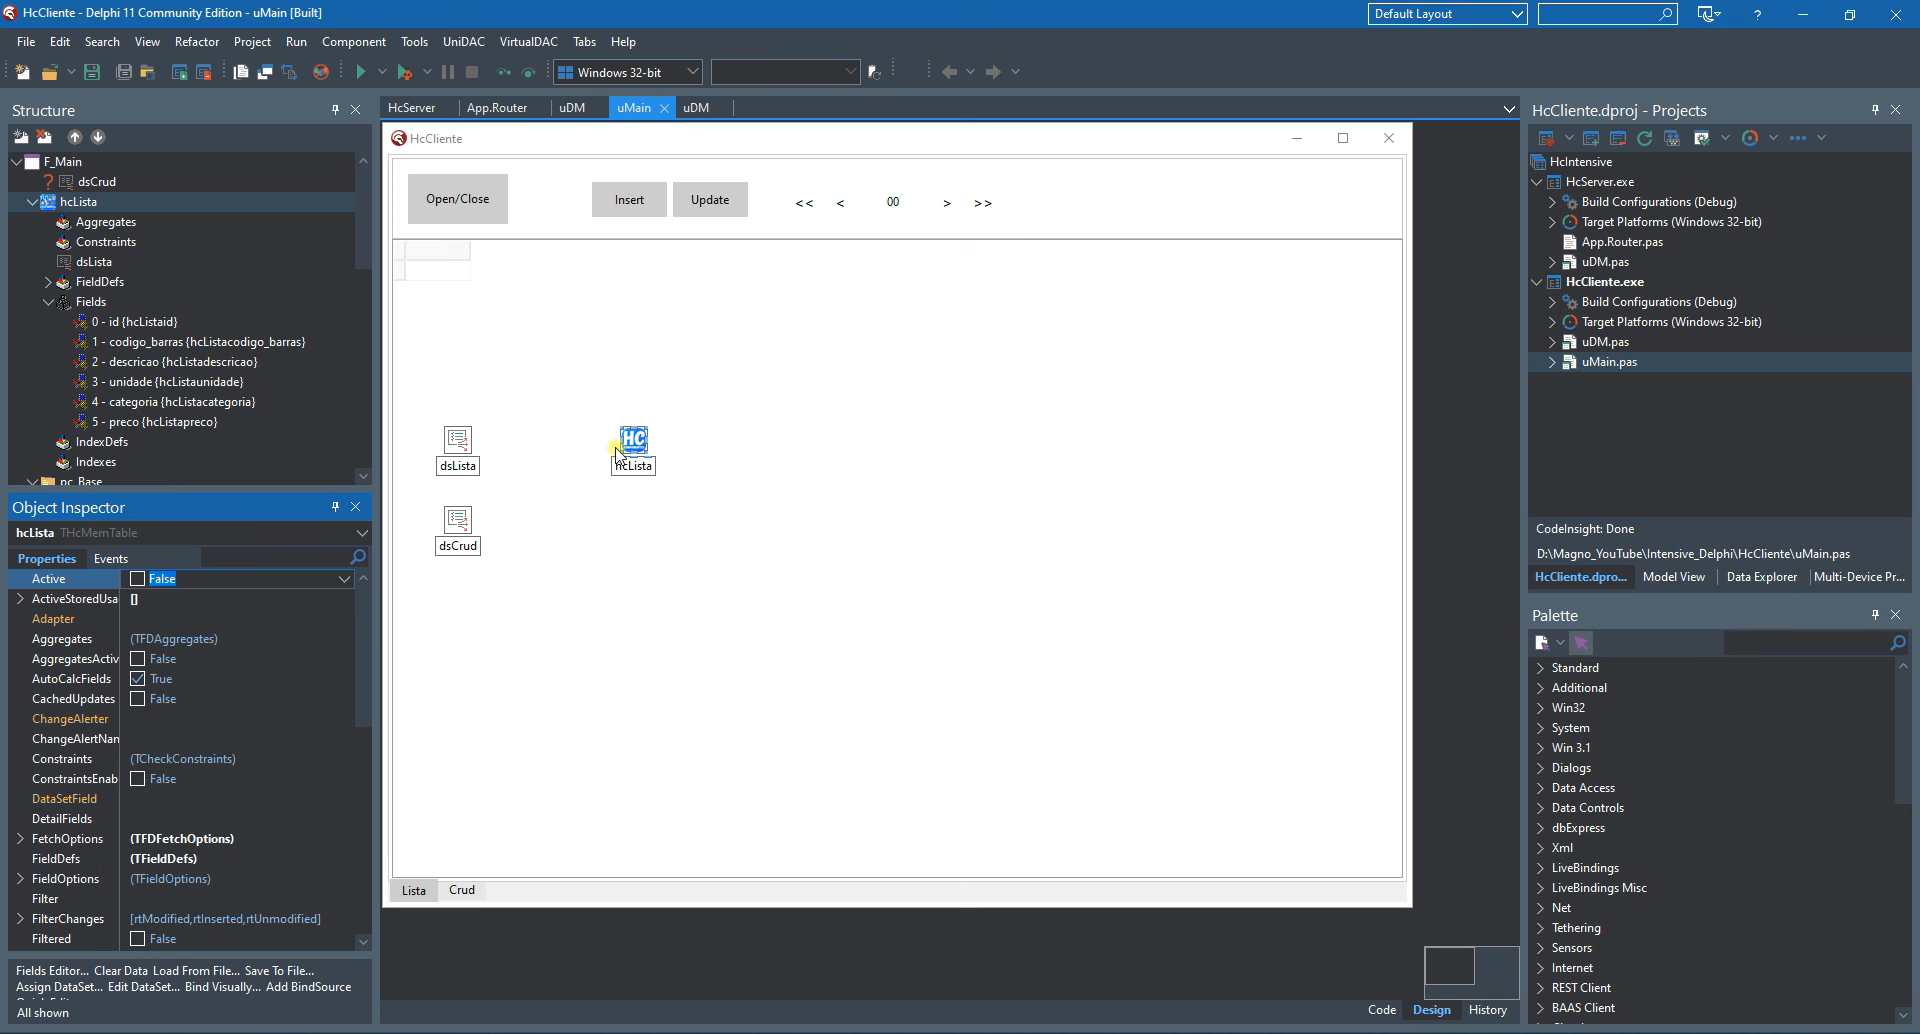 HcCliente - Delphi 11 Community Edition - uMain [Built]
Default Layout
?
File Edit Search View Refactor Project Run Component Tools UniDAC VirtualDAC Tabs Help
Windows 32-bit
Structure
F_Main
dsCrud
hcLista
Aggregates
Constraints
dsLista
FieldDefs
Fields
0 - id {hcListaid}
1 - codigo_barras {hcListacodigo_barras}
2 - descricao {hcListadescricao}
3 - unidade {hcListaunidade}
4 - categoria {hcListacategoria}
5 - preco {hcListapreco}
IndexDefs
Indexes
pc_Base
Object Inspector
hcLista THcMemTable
Properties Events
Active False
ActiveStoredUsa []
Adapter
Aggregates (TFDAggregates)
AggregatesActiv False
AutoCalcFields True
CachedUpdates False
ChangeAlerter
ChangeAlertNan
Constraints (TCheckConstraints)
ConstraintsEnab False
DataSetField
DetailFields
FetchOptions (TFDFetchOptions)
FieldDefs (TFieldDefs)
FieldOptions (TFieldOptions)
Filter
FilterChanges [rtModified,rtInserted,rtUnmodified]
Filtered False
Fields Editor... Clear Data Load From File... Save To File...
Assign DataSet... Edit DataSet... Bind Visually... Add BindSource
All shown
HcServer App.Router uDM uMain uDM
HcCliente
Open/Close Insert Update << < 00 > >>
dsLista
HC
hcLista
dsCrud
Lista Crud
Code Design History
HcCliente.dproj - Projects
HcIntensive
HcServer.exe
Build Configurations (Debug)
Target Platforms (Windows 32-bit)
App.Router.pas
uDM.pas
HcCliente.exe
Build Configurations (Debug)
Target Platforms (Windows 32-bit)
uDM.pas
uMain.pas
CodeInsight: Done
D:\Magno_YouTube\Intensive_Delphi\HcCliente\uMain.pas
HcCliente.dpro... Model View Data Explorer Multi-Device Pr...
Palette
Standard
Additional
Win32
System
Win 3.1
Dialogs
Data Access
Data Controls
dbExpress
Xml
LiveBindings
LiveBindings Misc
Net
Tethering
Sensors
Internet
REST Client
BAAS Client